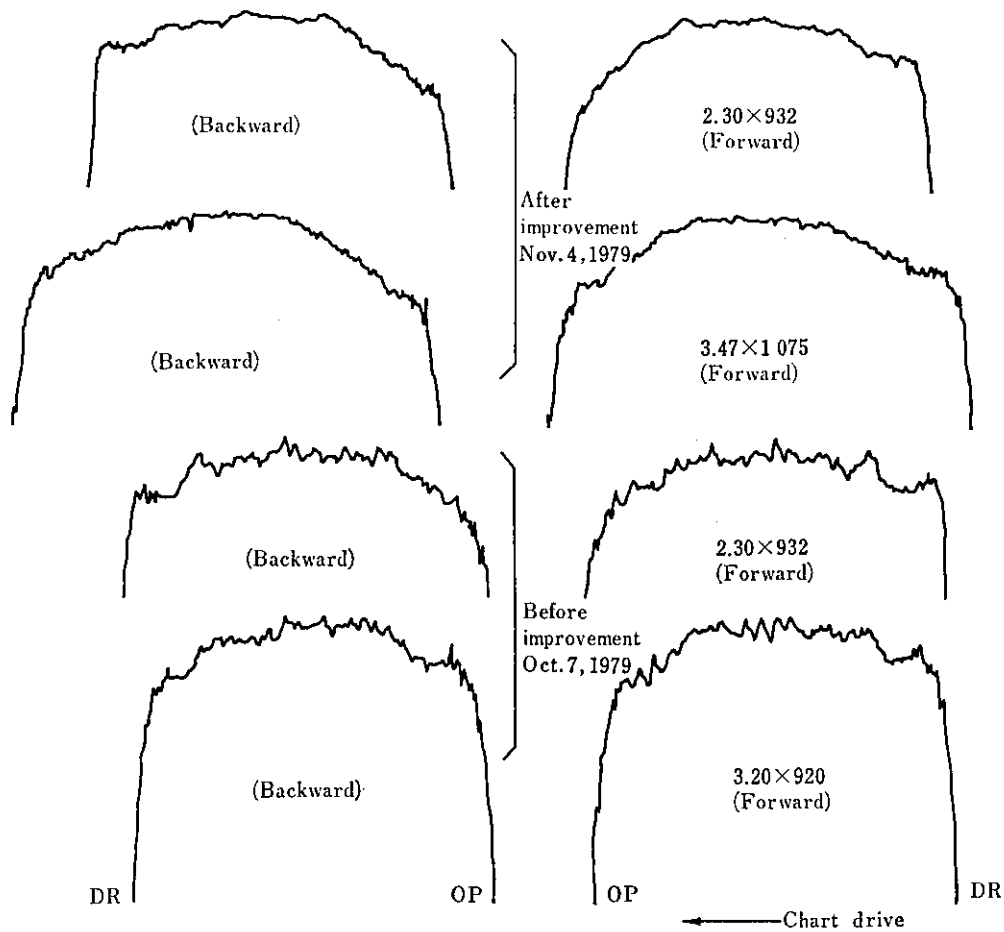 (Backward)
2.30×932
(Forward)
After
improvement
Nov. 4, 1979
(Backward)
3.47×1 075
(Forward)
(Backward)
2.30×932
(Forward)
Before
improvement
Oct. 7, 1979
(Backward)
3.20×920
(Forward)
DR
OP
OP
DR
Chart drive